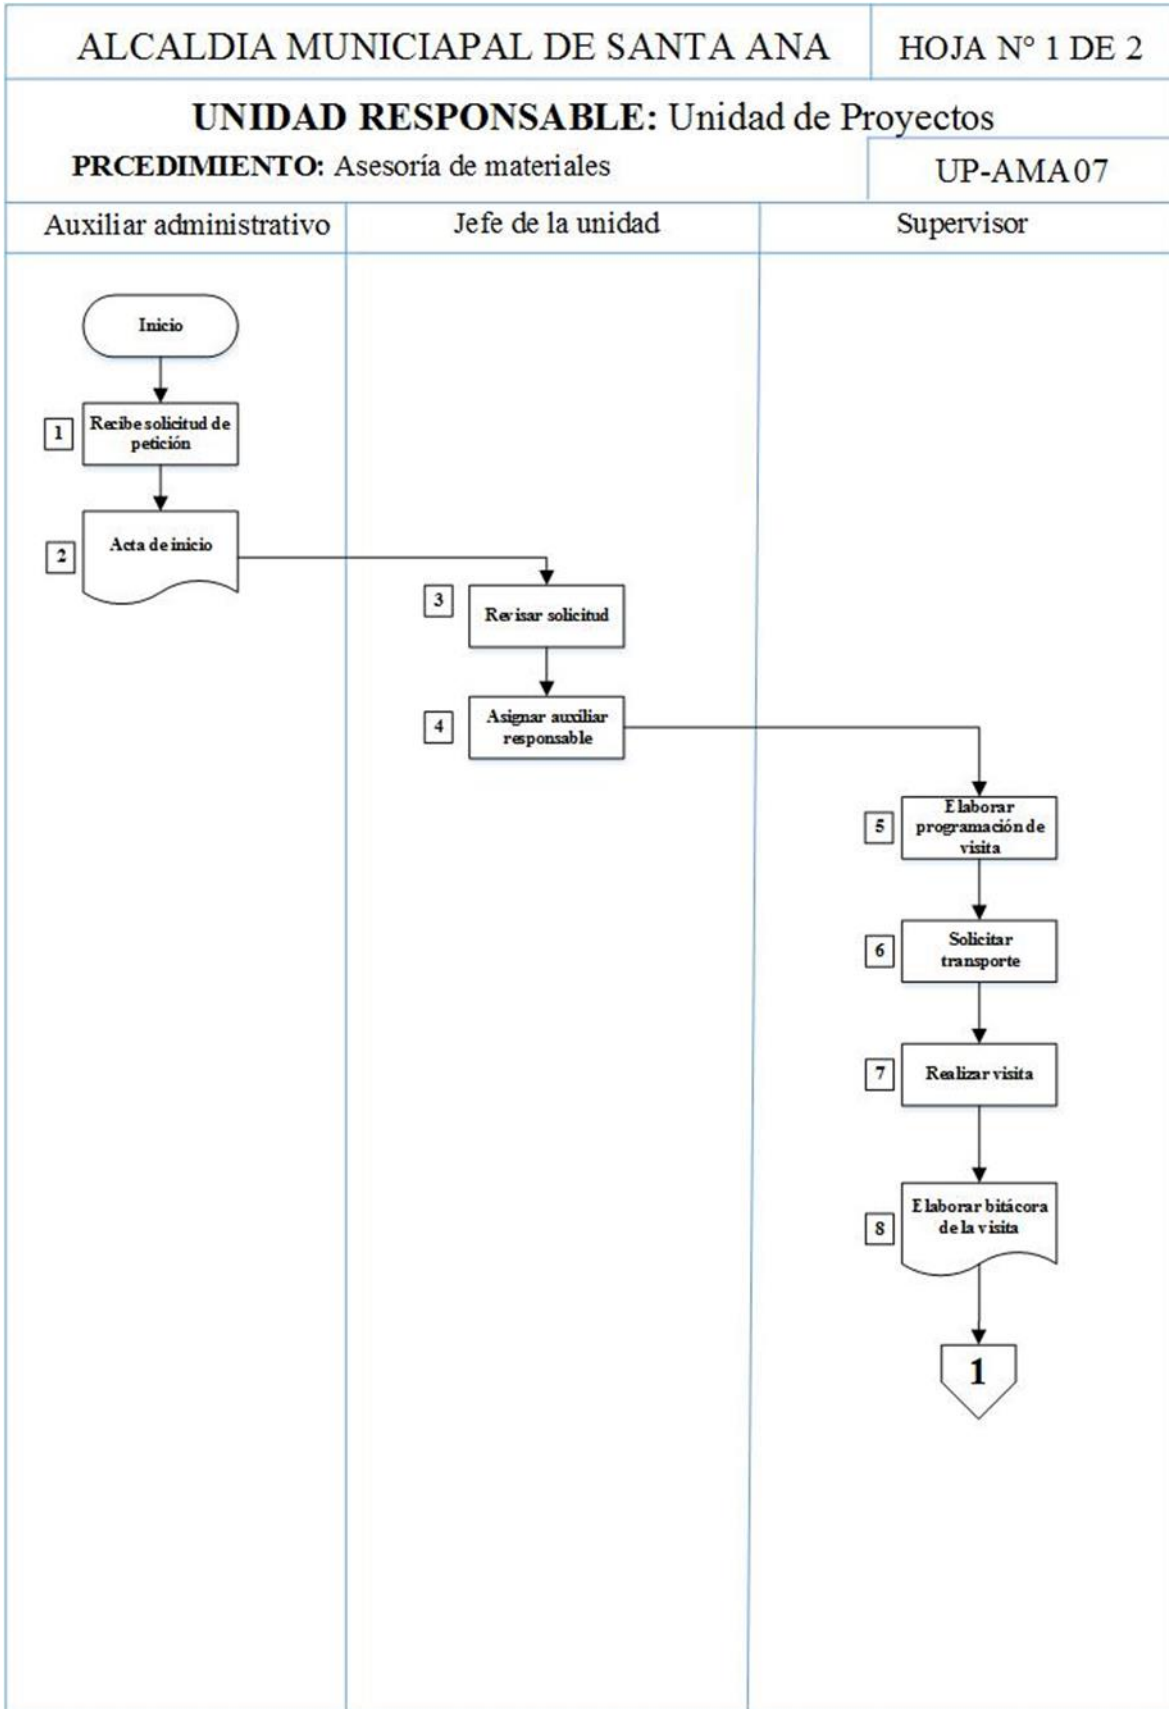 ALCALDIA MUNICIAPAL DE SANTA ANA
HOJA N° 1 DE 2
UNIDAD RESPONSABLE: Unidad de Proyectos
PRCEDIMIENTO: Asesoría de materiales
UP-AMA07
Auxiliar administrativo
Jefe de la unidad
Supervisor
Inicio
1
Recibe solicitud de
petición
2
Acta de inicio
3
Revisar solicitud
4
Asignar auxiliar
responsable
5
Elaborar
programación de
visita
6
Solicitar
transporte
7
Realizar visita
8
Elaborar bitácora
de la visita
1